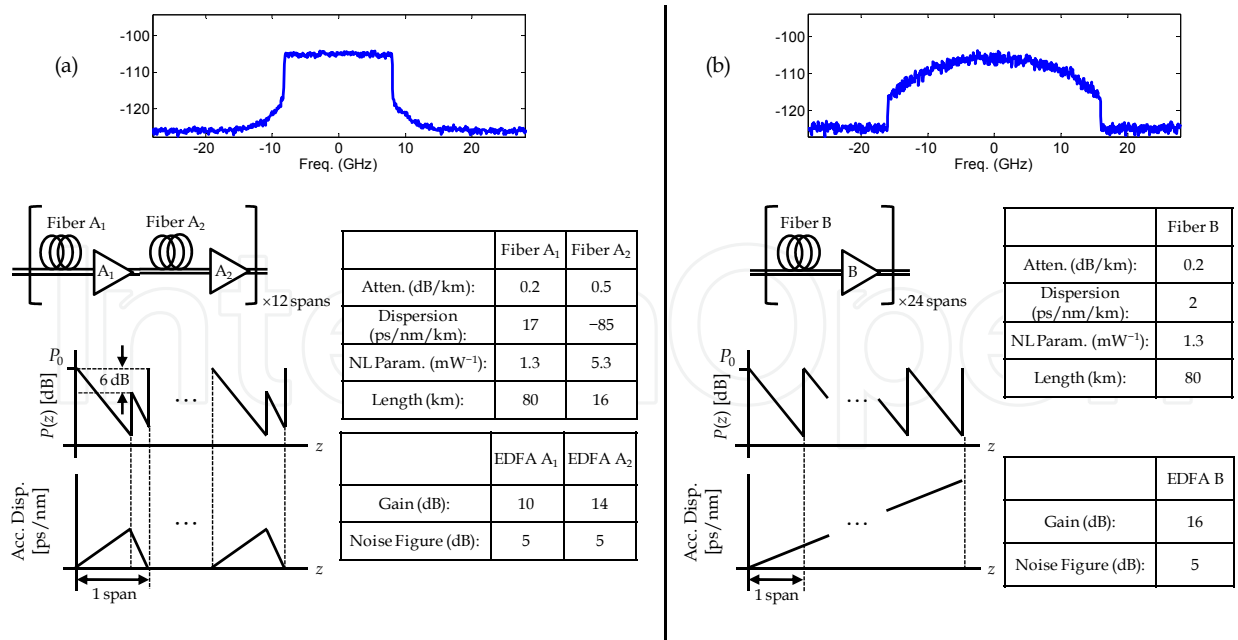 (a)
-100
-110
-120
-20 -10 0 10 20
Freq. (GHz)
Fiber A1 Fiber A2
A1 A2
×12 spans
Fiber A1 Fiber A2
Atten. (dB/km): 0.2 0.5
Dispersion
(ps/nm/km): 17 −85
NL Param. (mW−1): 1.3 5.3
Length (km): 80 16
EDFA A1 EDFA A2
Gain (dB): 10 14
Noise Figure (dB): 5 5
P0
6 dB
P(z) [dB]
...
z
Acc. Disp.
[ps/nm]
...
z
1 span
(b)
-100
-110
-120
-20 -10 0 10 20
Freq. (GHz)
Fiber B
B
×24 spans
Fiber B
Atten. (dB/km): 0.2
Dispersion
(ps/nm/km): 2
NL Param. (mW−1): 1.3
Length (km): 80
EDFA B
Gain (dB): 16
Noise Figure (dB): 5
P0
P(z) [dB]
...
z
Acc. Disp.
[ps/nm]
...
z
1 span
InterOpen